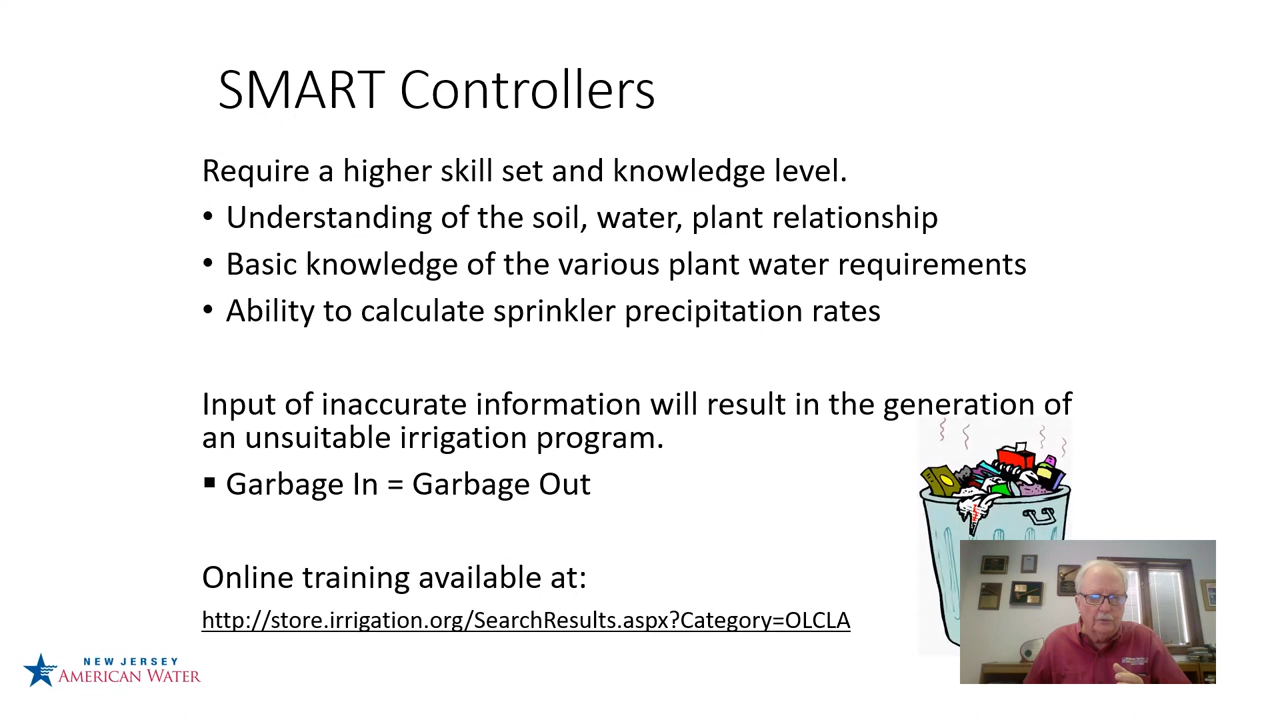 SMART Controllers
Require a higher skill set and knowledge level.
• Understanding of the soil, water, plant relationship
• Basic knowledge of the various plant water requirements
• Ability to calculate sprinkler precipitation rates
Input of inaccurate information will result in the generation of
an unsuitable irrigation program.
▪ Garbage In = Garbage Out
Online training available at:
http://store.irrigation.org/SearchResults.aspx?Category=OLCLA
NEW JERSEY
AMERICAN WATER